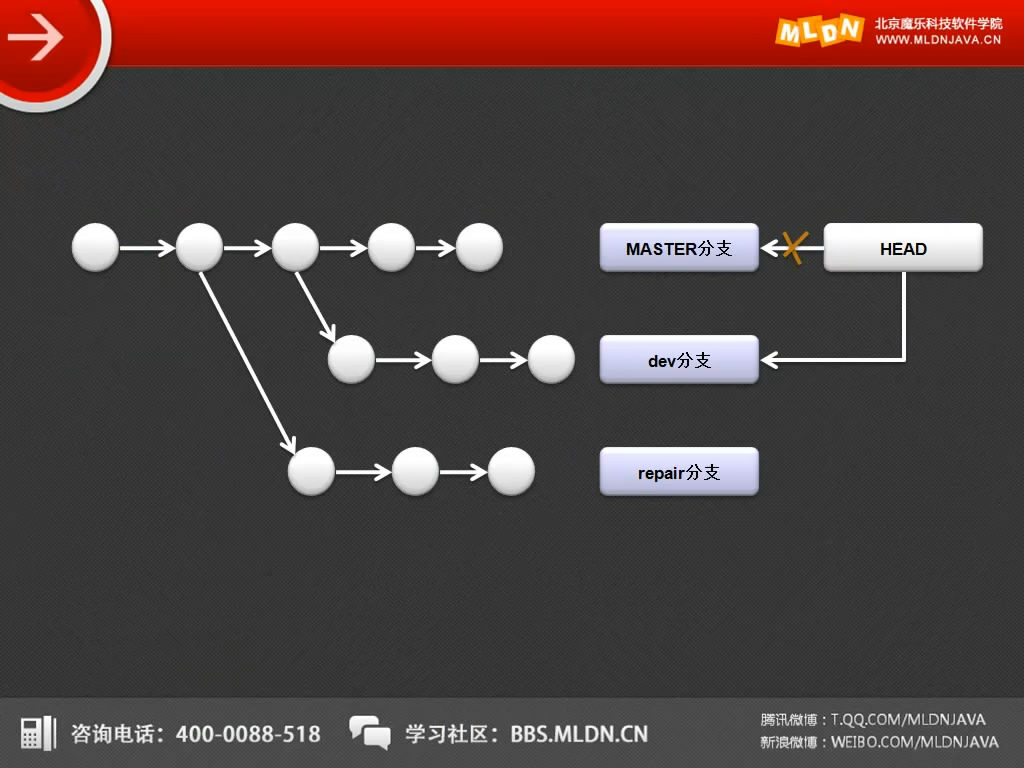 MLDN
北京魔乐科技软件学院
WWW.MLDNJAVA.CN
MASTER分支
HEAD
dev分支
repair分支
咨询电话：400-0088-518
学习社区：BBS.MLDN.CN
腾讯微博：T.QQ.COM/MLDNJAVA
新浪微博：WEIBO.COM/MLDNJAVA